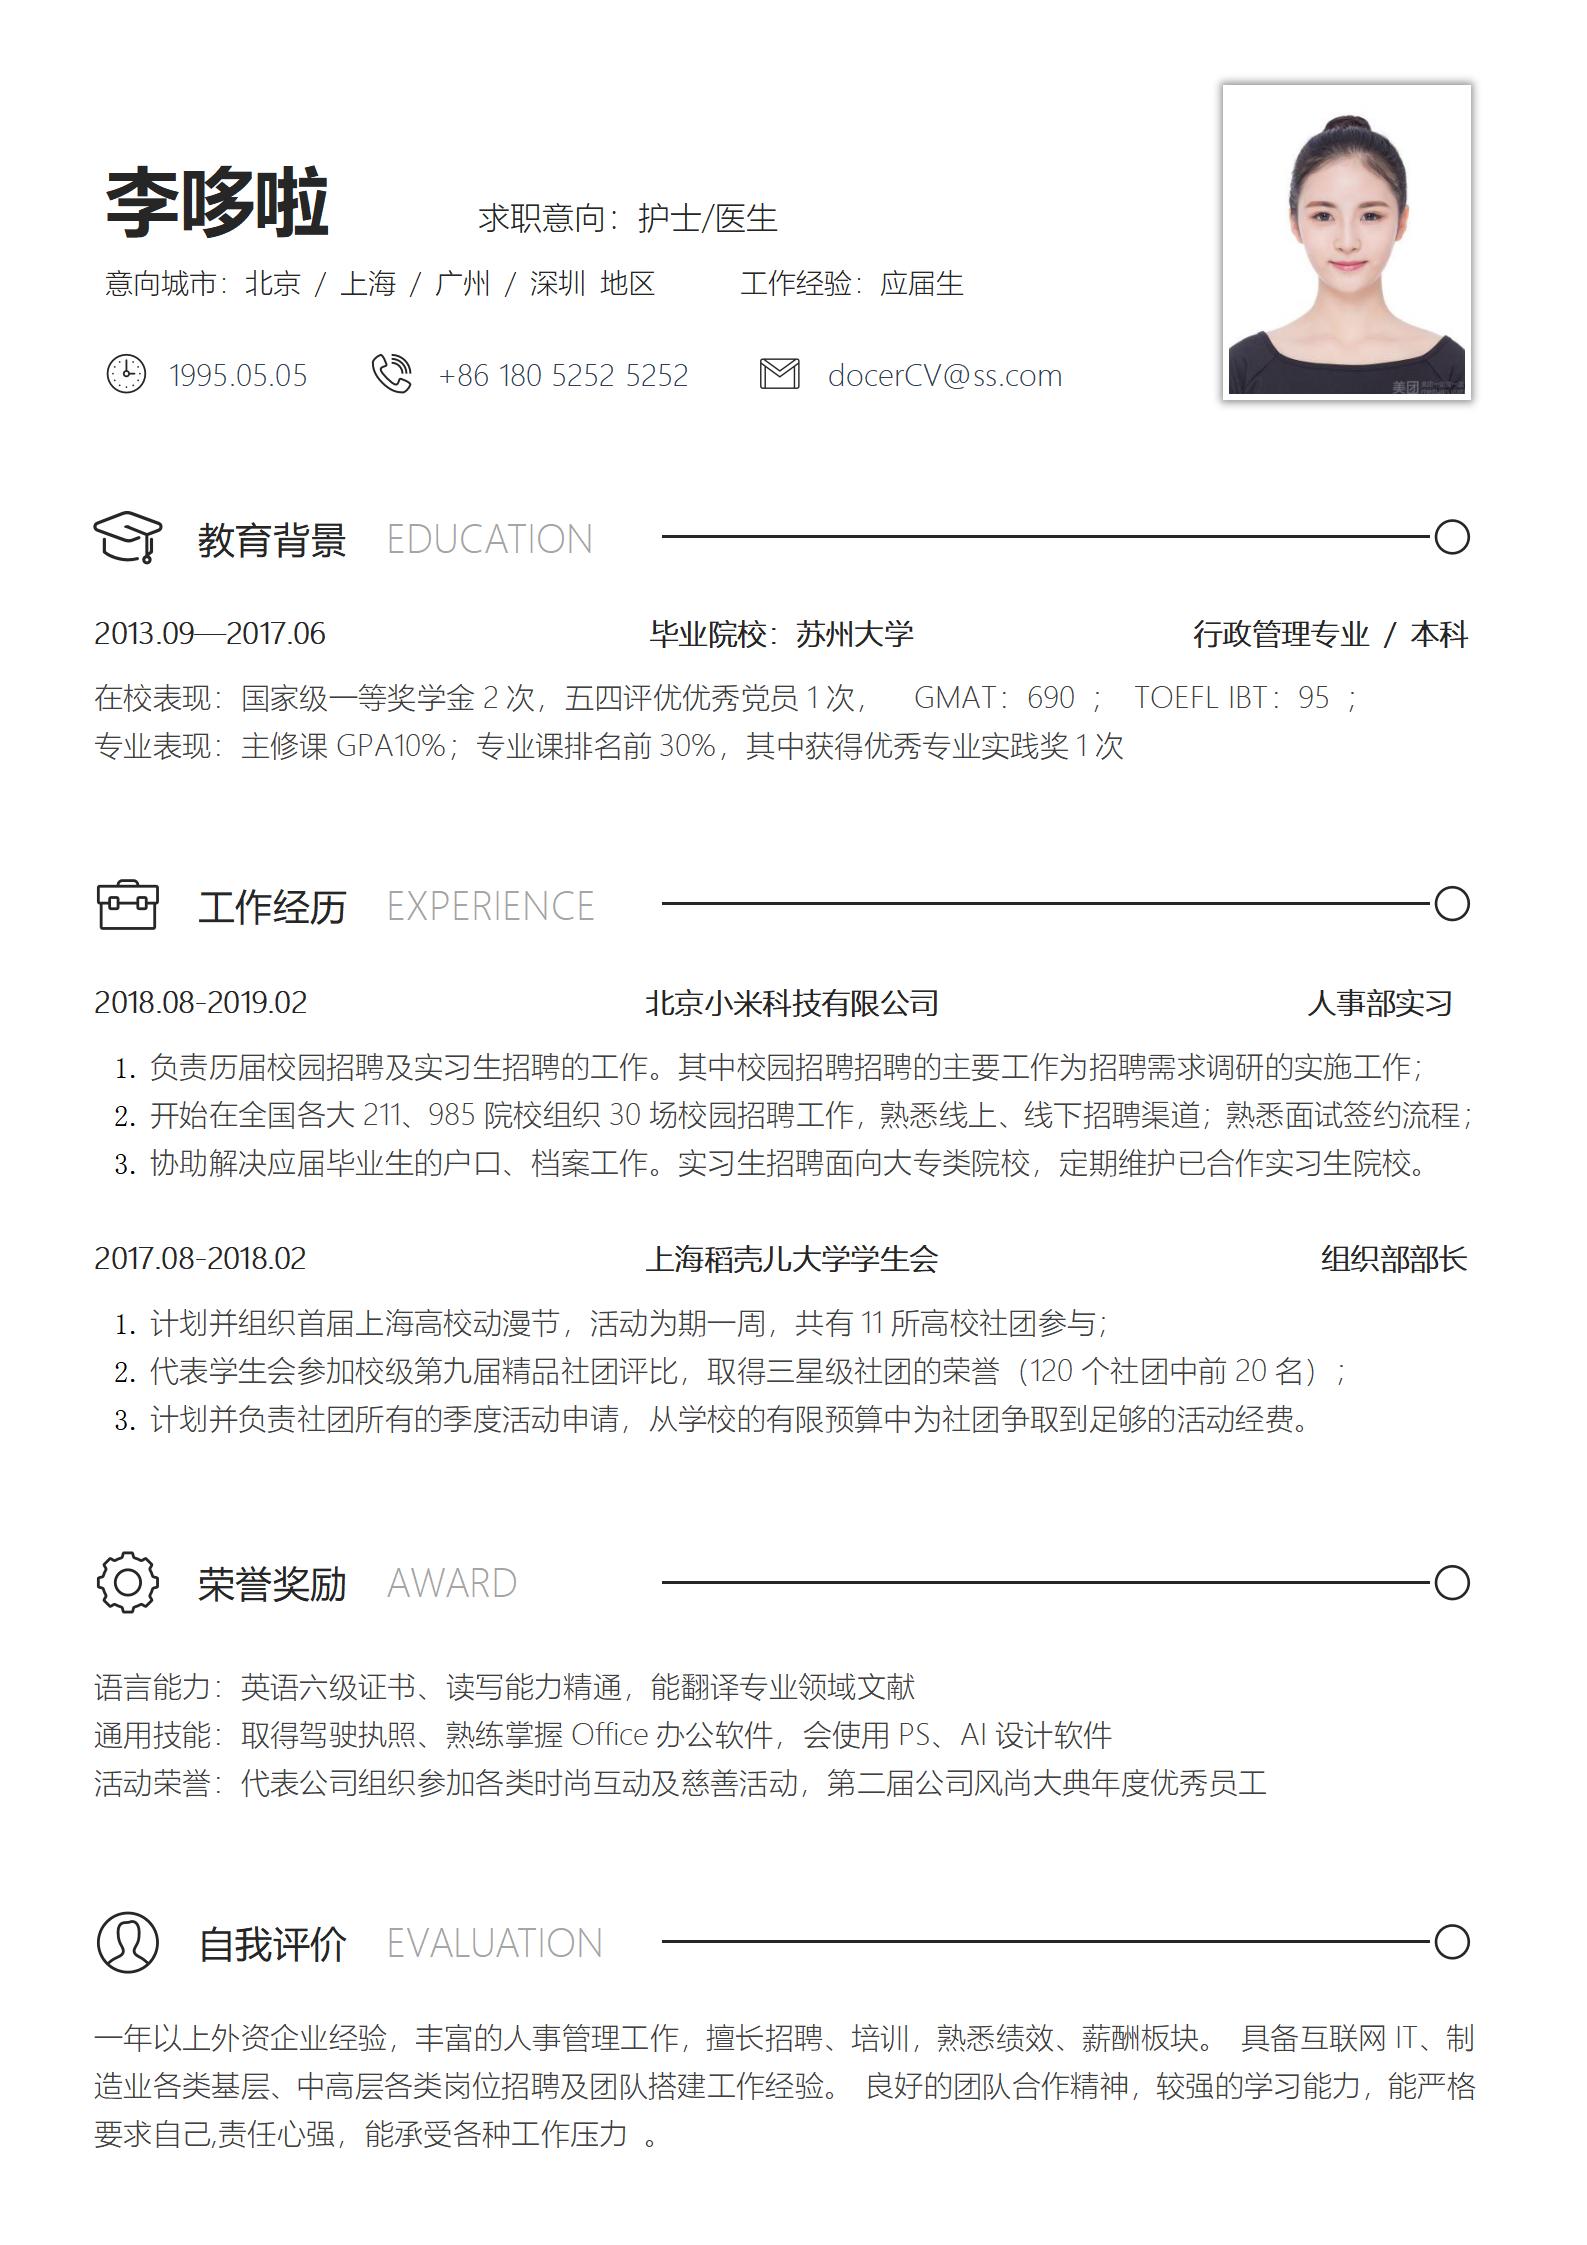 李哆啦
求职意向：护士/医生
意向城市：北京 / 上海 / 广州 / 深圳 地区 工作经验：应届生
1995.05.05 +86 180 5252 5252 docerCV@ss.com
美团
教育背景 EDUCATION
2013.09—2017.06 毕业院校：苏州大学 行政管理专业 / 本科
在校表现：国家级一等奖学金 2 次，五四评优优秀党员 1 次， GMAT：690 ； TOEFL IBT：95 ；
专业表现：主修课 GPA10%；专业课排名前 30%，其中获得优秀专业实践奖 1 次
工作经历 EXPERIENCE
2018.08-2019.02 北京小米科技有限公司 人事部实习
1. 负责历届校园招聘及实习生招聘的工作。其中校园招聘招聘的主要工作为招聘需求调研的实施工作；
2. 开始在全国各大 211、985 院校组织 30 场校园招聘工作，熟悉线上、线下招聘渠道；熟悉面试签约流程；
3. 协助解决应届毕业生的户口、档案工作。实习生招聘面向大专类院校，定期维护已合作实习生院校。
2017.08-2018.02 上海稻壳儿大学学生会 组织部部长
1. 计划并组织首届上海高校动漫节，活动为期一周，共有 11 所高校社团参与；
2. 代表学生会参加校级第九届精品社团评比，取得三星级社团的荣誉（120 个社团中前 20 名）；
3. 计划并负责社团所有的季度活动申请，从学校的有限预算中为社团争取到足够的活动经费。
荣誉奖励 AWARD
语言能力：英语六级证书、读写能力精通，能翻译专业领域文献
通用技能：取得驾驶执照、熟练掌握 Office 办公软件，会使用 PS、AI 设计软件
活动荣誉：代表公司组织参加各类时尚互动及慈善活动，第二届公司风尚大典年度优秀员工
自我评价 EVALUATION
一年以上外资企业经验，丰富的人事管理工作，擅长招聘、培训，熟悉绩效、薪酬板块。 具备互联网 IT、制
造业各类基层、中高层各类岗位招聘及团队搭建工作经验。 良好的团队合作精神，较强的学习能力，能严格
要求自己,责任心强，能承受各种工作压力 。